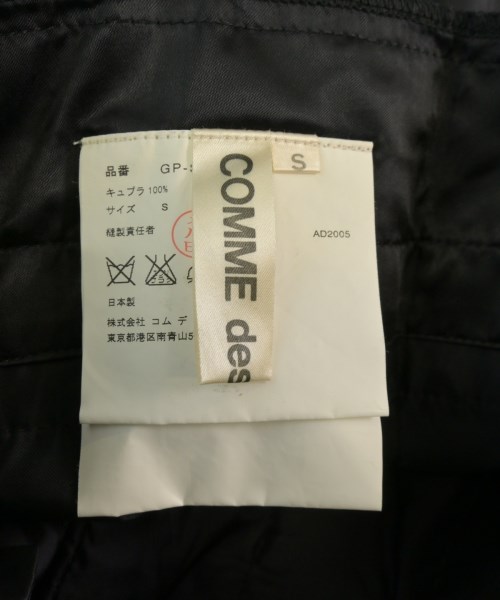 品番 GP-
キュプラ 100%
サイズ S
縫製責任者
日本製
株式会社 コム デ
東京都港区南青山5
COMME des
S
AD2005